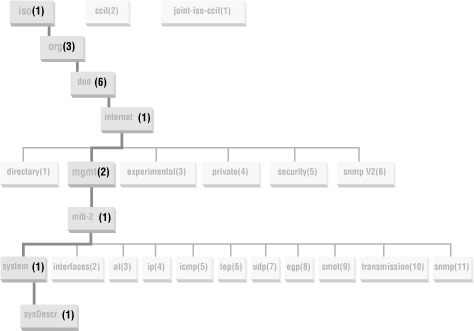 iso(1) ccit(2) joint-iso-ccit(1)
org(3)
dod (6)
internet (1)
directory(1) mgmt(2) experimental(3) private(4) security(5) snmp V2(6)
mib-2 (1)
system (1) interfaces(2) at(3) ip(4) icmp(5) tep(6) udp(7) egp(8) cmot(9) transmission(10) snmp(11)
sysDescr (1)